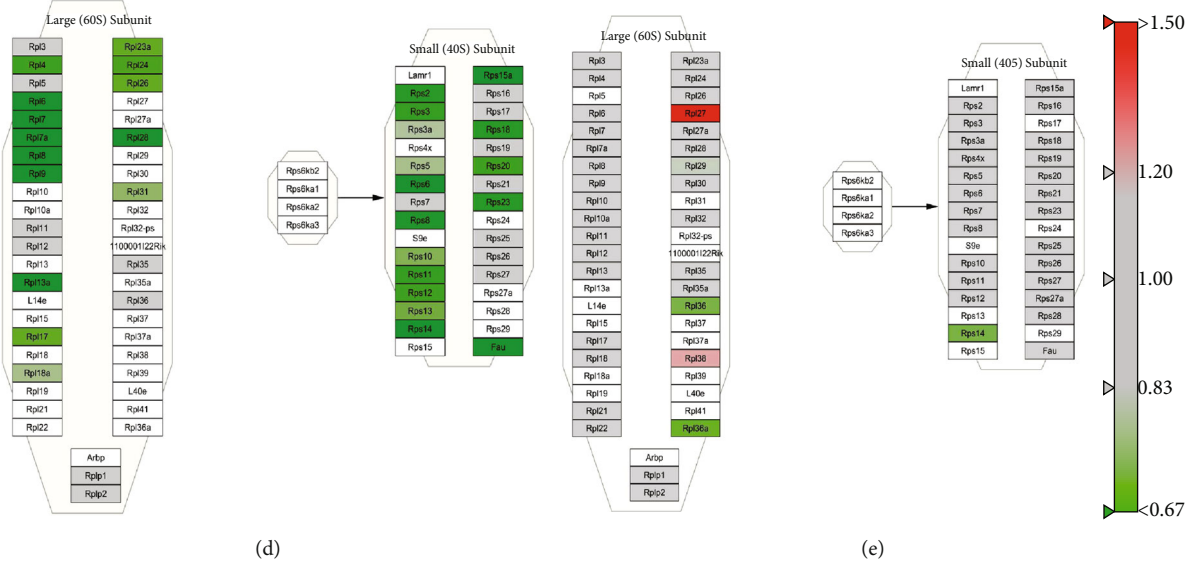 Large (60S) Subunit
Rpl3
Rpl4
Rpl5
Rpl6
Rpl7
Rpl7a
Rpl8
Rpl9
Rpl10
Rpl10a
Rpl11
Rpl12
Rpl13
Rpl13a
L14e
Rpl15
Rpl17
Rpl18
Rpl18a
Rpl19
Rpl21
Rpl22
Rpl23a
Rpl24
Rpl26
Rpl27
Rpl27a
Rpl28
Rpl29
Rpl30
Rpl31
Rpl32
Rpl32-ps
1100001I22Rik
Rpl35
Rpl35a
Rpl36
Rpl37
Rpl37a
Rpl38
Rpl39
L40e
Rpl41
Rpl36a
Arbp
Rplp1
Rplp2
Rps6kb2
Rps6ka1
Rps6ka2
Rps6ka3
Small (40S) Subunit
Lamr1
Rps2
Rps3
Rps3a
Rps4x
Rps5
Rps6
Rps7
Rps8
S9e
Rps10
Rps11
Rps12
Rps13
Rps14
Rps15
Rps15a
Rps16
Rps17
Rps18
Rps19
Rps20
Rps21
Rps23
Rps24
Rps25
Rps26
Rps27
Rps27a
Rps28
Rps29
Fau
(d)
Large (60S) Subunit
Rpl3
Rpl4
Rpl5
Rpl6
Rpl7
Rpl7a
Rpl8
Rpl9
Rpl10
Rpl10a
Rpl11
Rpl12
Rpl13
Rpl13a
L14e
Rpl15
Rpl17
Rpl18
Rpl18a
Rpl19
Rpl21
Rpl22
Rpl23a
Rpl24
Rpl26
Rpl27
Rpl27a
Rpl28
Rpl29
Rpl30
Rpl31
Rpl32
Rpl32-ps
1100001I22Rik
Rpl35
Rpl35a
Rpl36
Rpl37
Rpl37a
Rpl38
Rpl39
L40e
Rpl41
Rpl36a
Arbp
Rplp1
Rplp2
Rps6kb2
Rps6ka1
Rps6ka2
Rps6ka3
Small (405) Subunit
Lamr1
Rps2
Rps3
Rps3a
Rps4x
Rps5
Rps6
Rps7
Rps8
S9e
Rps10
Rps11
Rps12
Rps13
Rps14
Rps15
Rps15a
Rps16
Rps17
Rps18
Rps19
Rps20
Rps21
Rps23
Rps24
Rps25
Rps26
Rps27
Rps27a
Rps28
Rps29
Fau
(e)
>1.50
1.20
1.00
0.83
<0.67